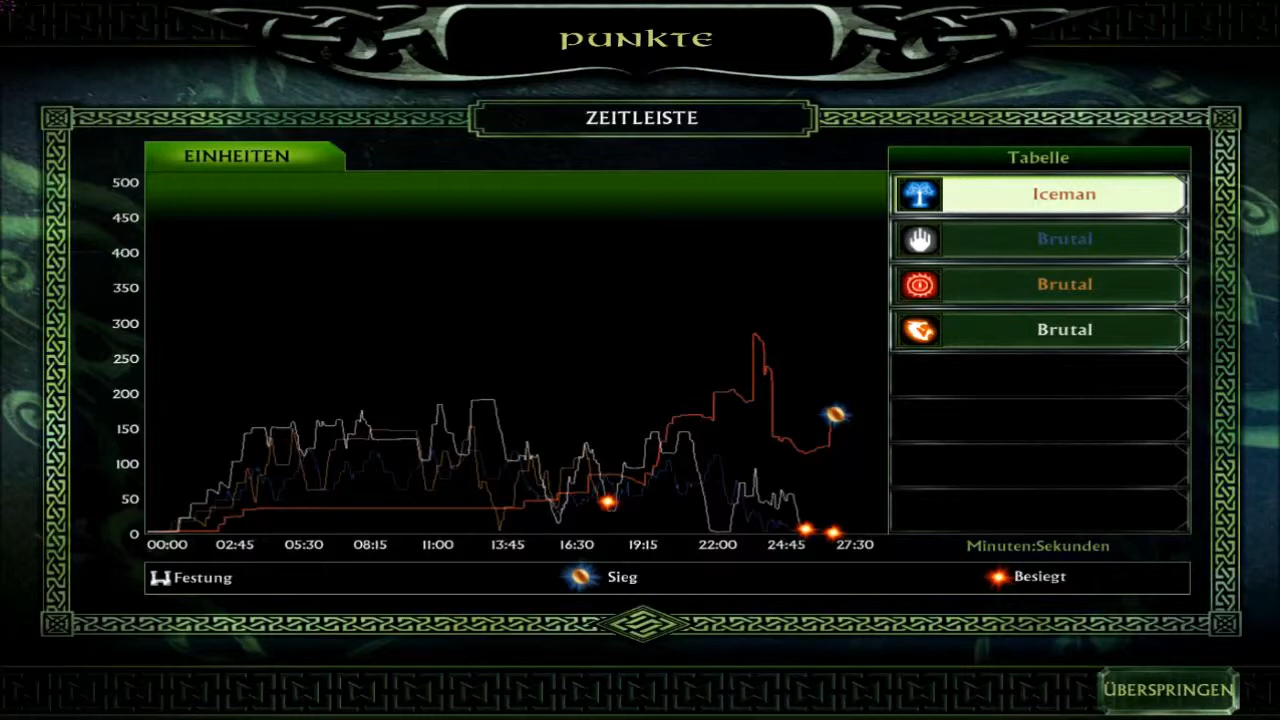 PUNKTE
ZEITLEISTE
EINHEITEN
Tabelle
500
450
400
350
300
250
200
150
100
50
0
Iceman
Brutal
Brutal
Brutal
00:00 02:45 05:30 08:15 11:00 13:45 16:30 19:15 22:00 24:45 27:30
Minuten:Sekunden
Festung Sieg Besiegt
ÜBERSPRINGEN